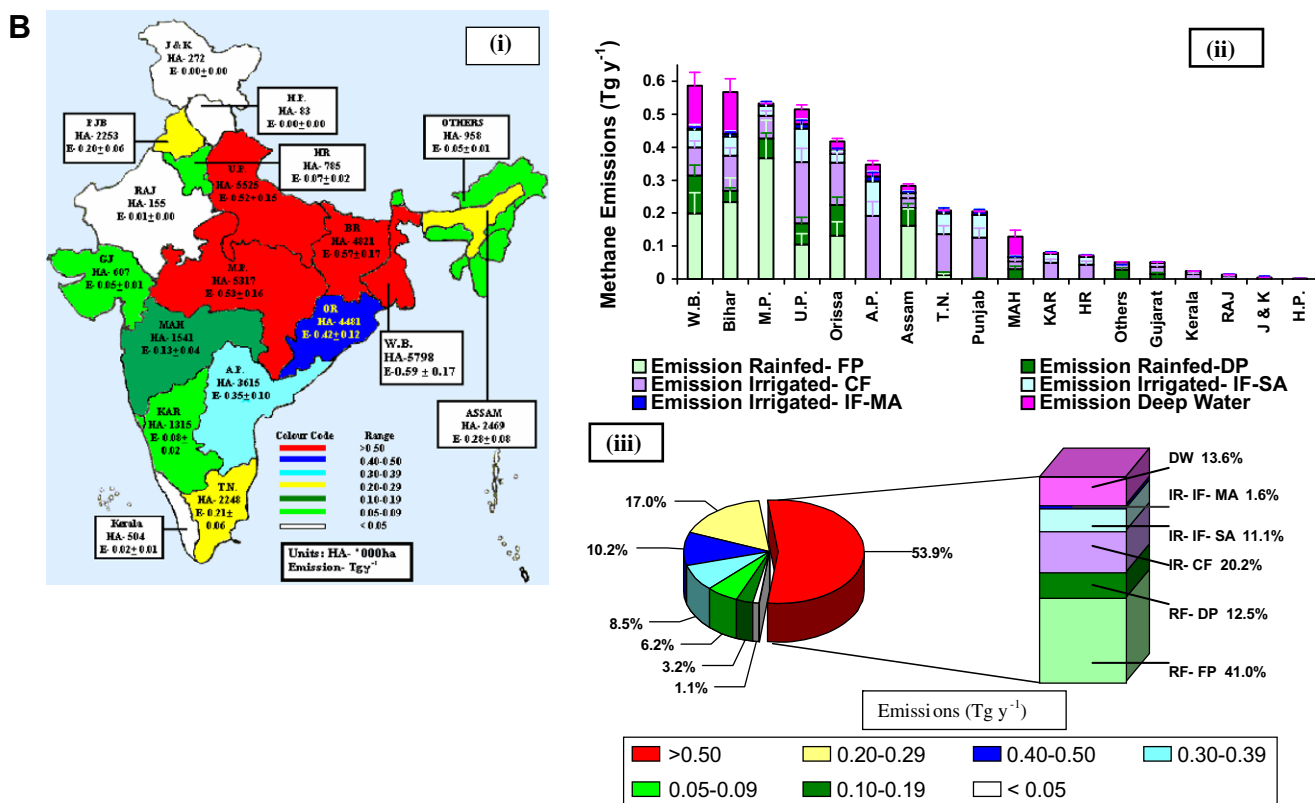 B
(i)
J & K
HA- 272
E- 0.00± 0.00
H.P.
HA- 83
E- 0.00± 0.00
PJB
HA- 2253
E- 0.20± 0.06
HR
HA- 785
E- 0.07± 0.02
OTHERS
HA- 958
E- 0.05± 0.01
U.P.
HA- 5525
E- 0.52± 0.15
RAJ
HA- 155
E- 0.01± 0.00
BR
HA- 4821
E- 0.57± 0.17
GJ
HA- 607
E- 0.05± 0.01
M.P.
HA- 5317
E- 0.53± 0.16
OR
HA- 4481
E- 0.42± 0.12
MAH
HA- 1541
E- 0.13± 0.04
W.B.
HA-5798
E-0.59 ± 0.17
A.P.
HA- 3615
E- 0.35± 0.10
KAR
HA- 1315
E- 0.08±
0.02
ASSAM
HA- 2469
E- 0.28± 0.08
T.N.
HA- 2248
E- 0.21±
0.06
Kerala
HA- 504
E- 0.02± 0.01
Colour Code Range
>0.50
0.40-0.50
0.30-0.39
0.20-0.29
0.10-0.19
0.05-0.09
< 0.05
Units: HA- '000ha
Emission- Tgy⁻¹
(ii)
Methane Emissions (Tg y⁻¹)
0.6
0.5
0.4
0.3
0.2
0.1
0
W.B.
Bihar
M.P.
U.P.
Orissa
A.P.
Assam
T.N.
Punjab
MAH
KAR
HR
Others
Gujarat
Kerala
RAJ
J & K
H.P.
Emission Rainfed- FP
Emission Rainfed-DP
Emission Irrigated- CF
Emission Irrigated- IF-SA
Emission Irrigated- IF-MA
Emission Deep Water
(iii)
17.0%
10.2%
8.5%
6.2%
3.2%
1.1%
53.9%
DW 13.6%
IR- IF- MA 1.6%
IR- IF- SA 11.1%
IR- CF 20.2%
RF- DP 12.5%
RF- FP 41.0%
Emissions (Tg y⁻¹)
>0.50
0.20-0.29
0.40-0.50
0.30-0.39
0.05-0.09
0.10-0.19
< 0.05